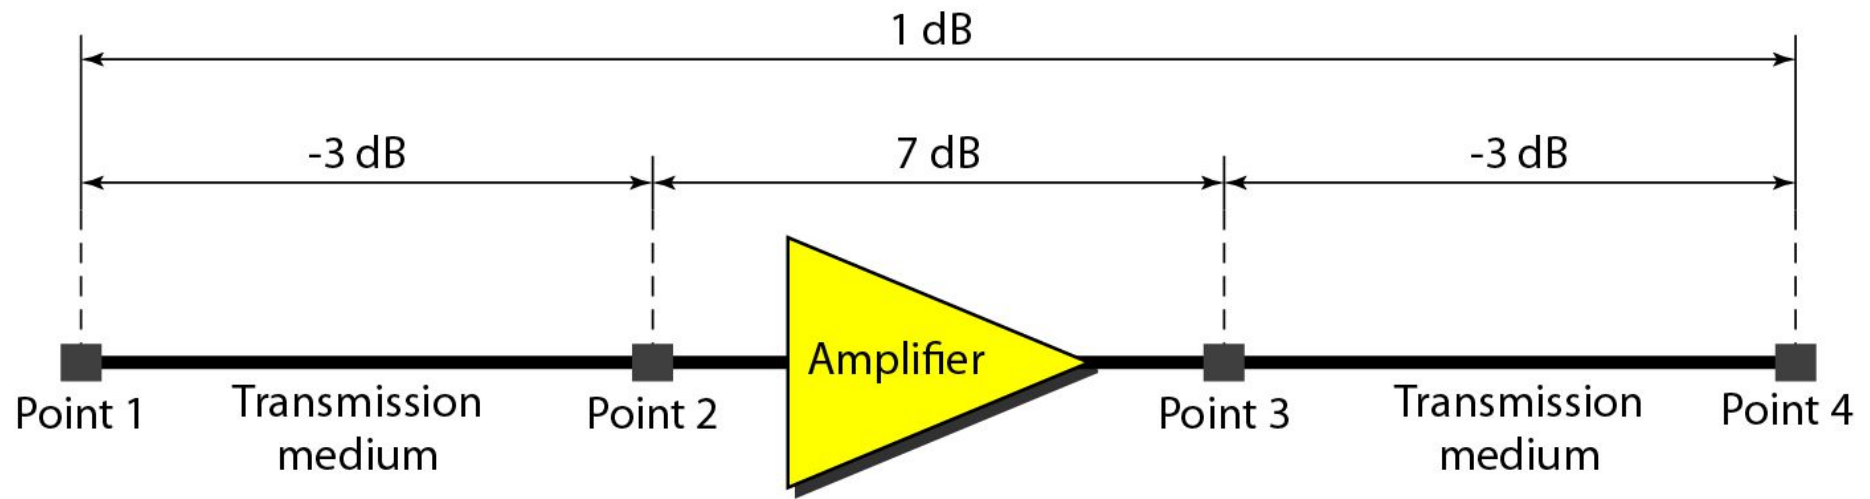 1 dB
-3 dB
7 dB
-3 dB
Amplifier
Point 1
Transmission
medium
Point 2
Point 3
Transmission
medium
Point 4